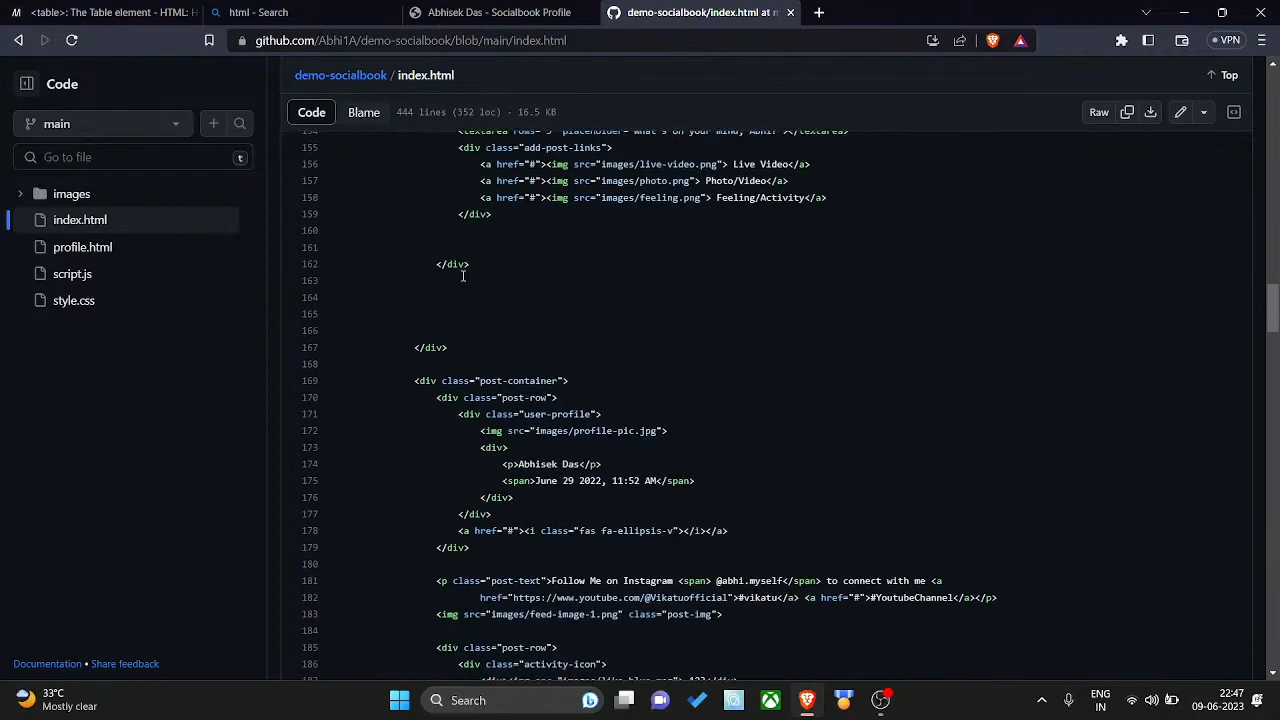 <table>: The Table element - HTML: H
html - Search
Abhisek Das - Socialbook Profile
demo-socialbook/index.html at m
github.com/Abhi1A/demo-socialbook/blob/main/index.html
VPN
Code
demo-socialbook / index.html
Top
main
Code Blame 444 lines (352 loc) · 16.5 KB
Raw
Go to file
t
images
index.html
profile.html
script.js
style.css
154 <textarea rows="5" placeholder="What's on your mind, Abhi?"></textarea>
155 <div class="add-post-links">
156 <a href="#"><img src="images/live-video.png"> Live Video</a>
157 <a href="#"><img src="images/photo.png"> Photo/Video</a>
158 <a href="#"><img src="images/feeling.png"> Feeling/Activity</a>
159 </div>
160
161
162 </div>
163
164
165
166
167 </div>
168
169 <div class="post-container">
170 <div class="post-row">
171 <div class="user-profile">
172 <img src="images/profile-pic.jpg">
173 <div>
174 <p>Abhisek Das</p>
175 <span>June 29 2022, 11:52 AM</span>
176 </div>
177 </div>
178 <a href="#"><i class="fas fa-ellipsis-v"></i></a>
179 </div>
180
181 <p class="post-text">Follow Me on Instagram <span> @abhi.myself</span> to connect with me <a
182 href="https://www.youtube.com/@Vikatuofficial">#vikatu</a> <a href="#">#YoutubeChannel</a></p>
183 <img src="images/feed-image-1.png" class="post-img">
184
185 <div class="post-row">
186 <div class="activity-icon">
Documentation • Share feedback
33°C
Mostly clear
Search
ENG
IN
22:47
09-06-2023